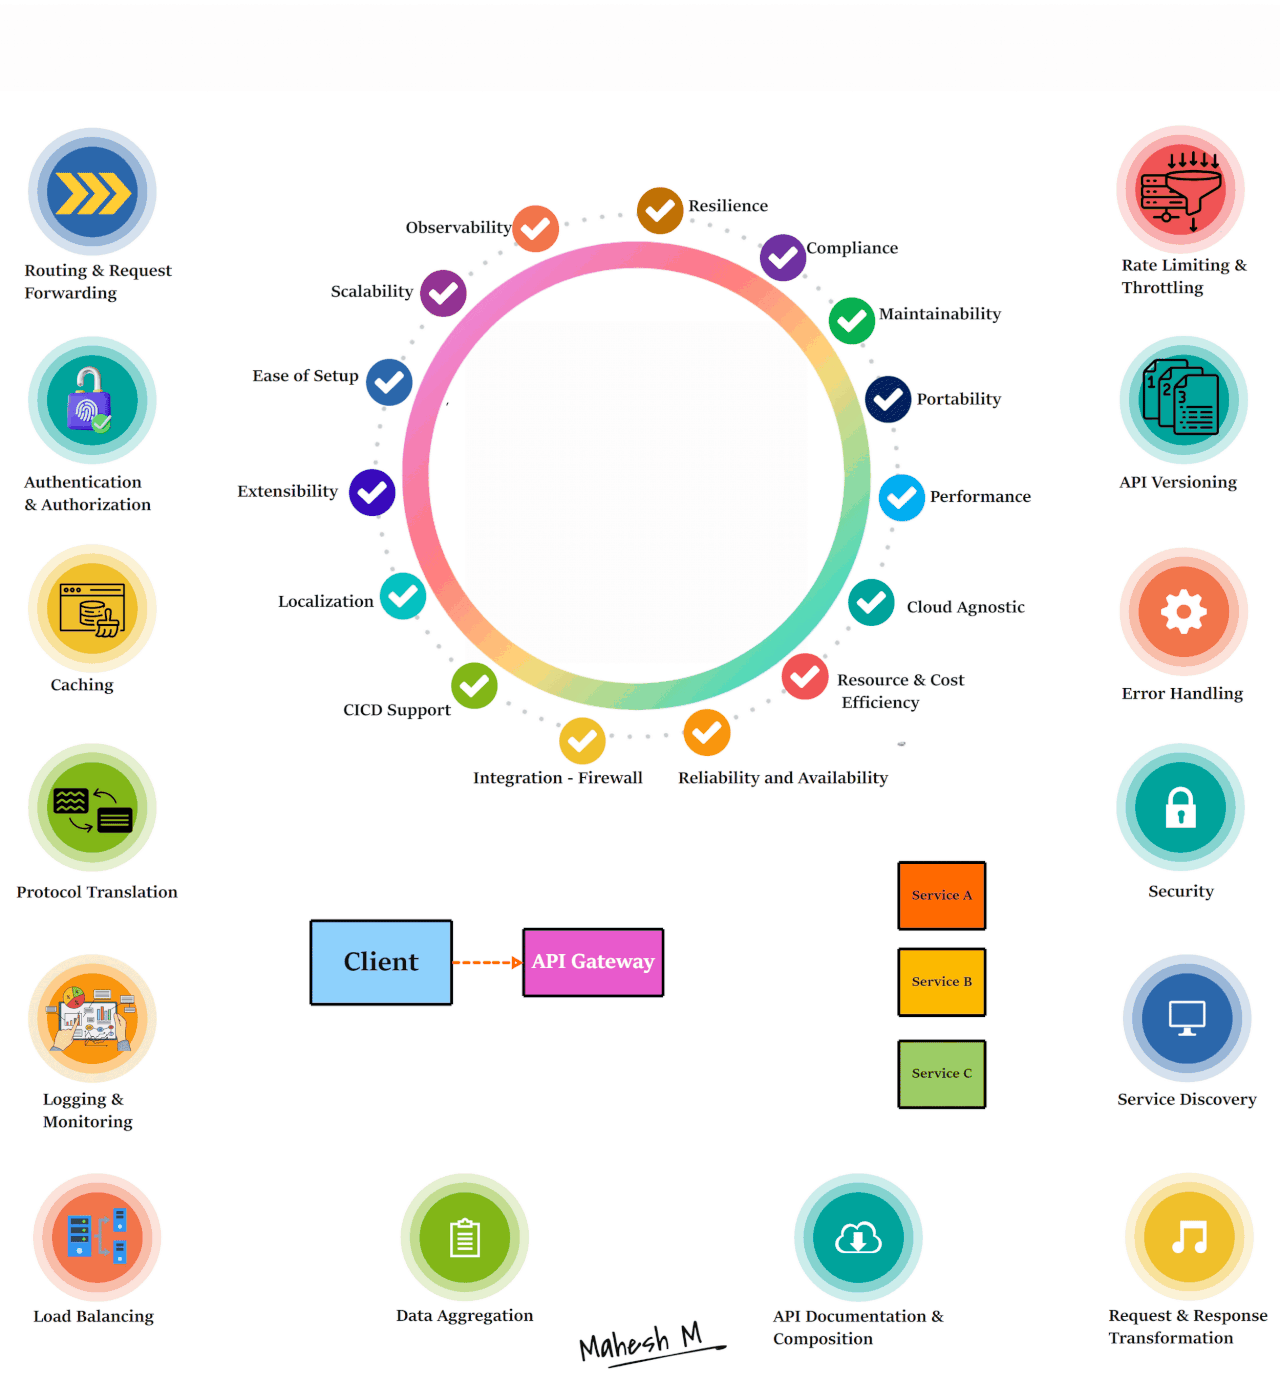 Resilience
Observability
Compliance
Scalability
Maintainability
Ease of Setup
Portability
Extensibility
Performance
Localization
Cloud Agnostic
CICD Support
Resource & Cost
Efficiency
Integration - Firewall
Reliability and Availability
Routing & Request
Forwarding
Authentication
& Authorization
Caching
Protocol Translation
Logging &
Monitoring
Load Balancing
Rate Limiting &
Throttling
1
2
3
API Versioning
Error Handling
Security
Service Discovery
Request & Response
Transformation
Client
API Gateway
Service A
Service B
Service C
Data Aggregation
API Documentation &
Composition
Mahesh M